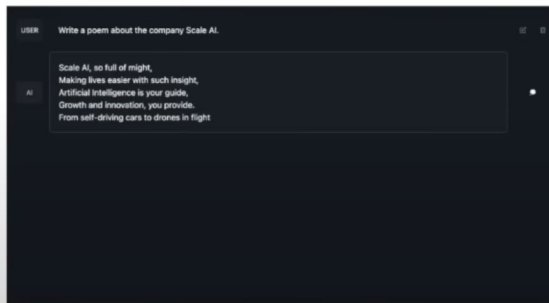 USER Write a poem about the company Scale AI.
Scale AI, so full of might,
Making lives easier with such insight,
AI Artificial Intelligence is your guide,
Growth and innovation, you provide.
From self-driving cars to drones in flight